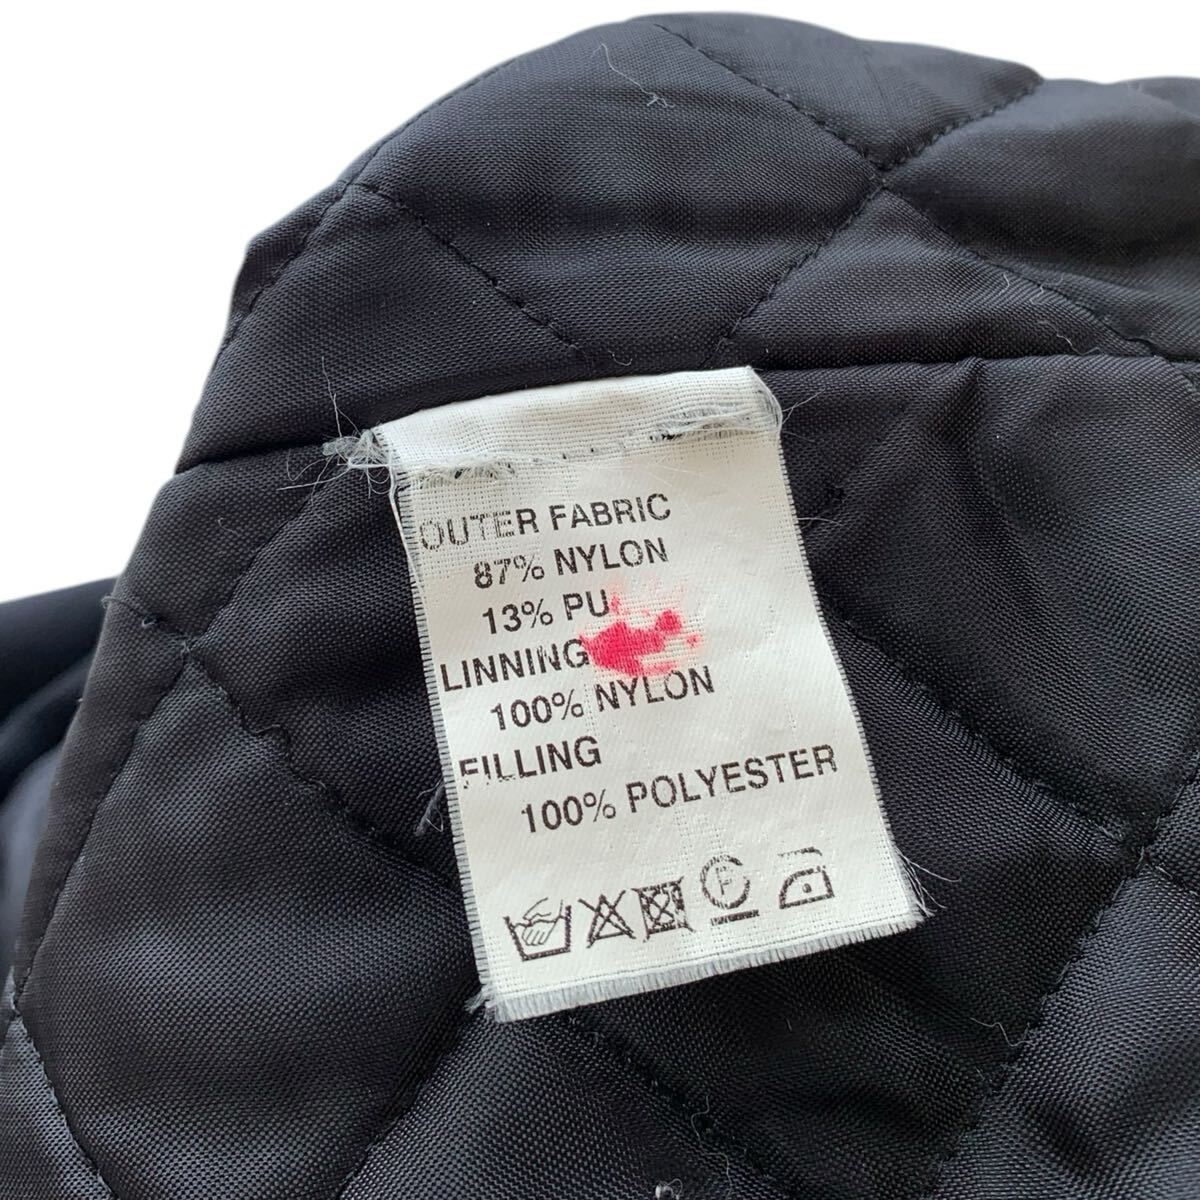 OUTER FABRIC
87% NYLON
13% PU
LINNING
100% NYLON
FILLING
100% POLYESTER
F